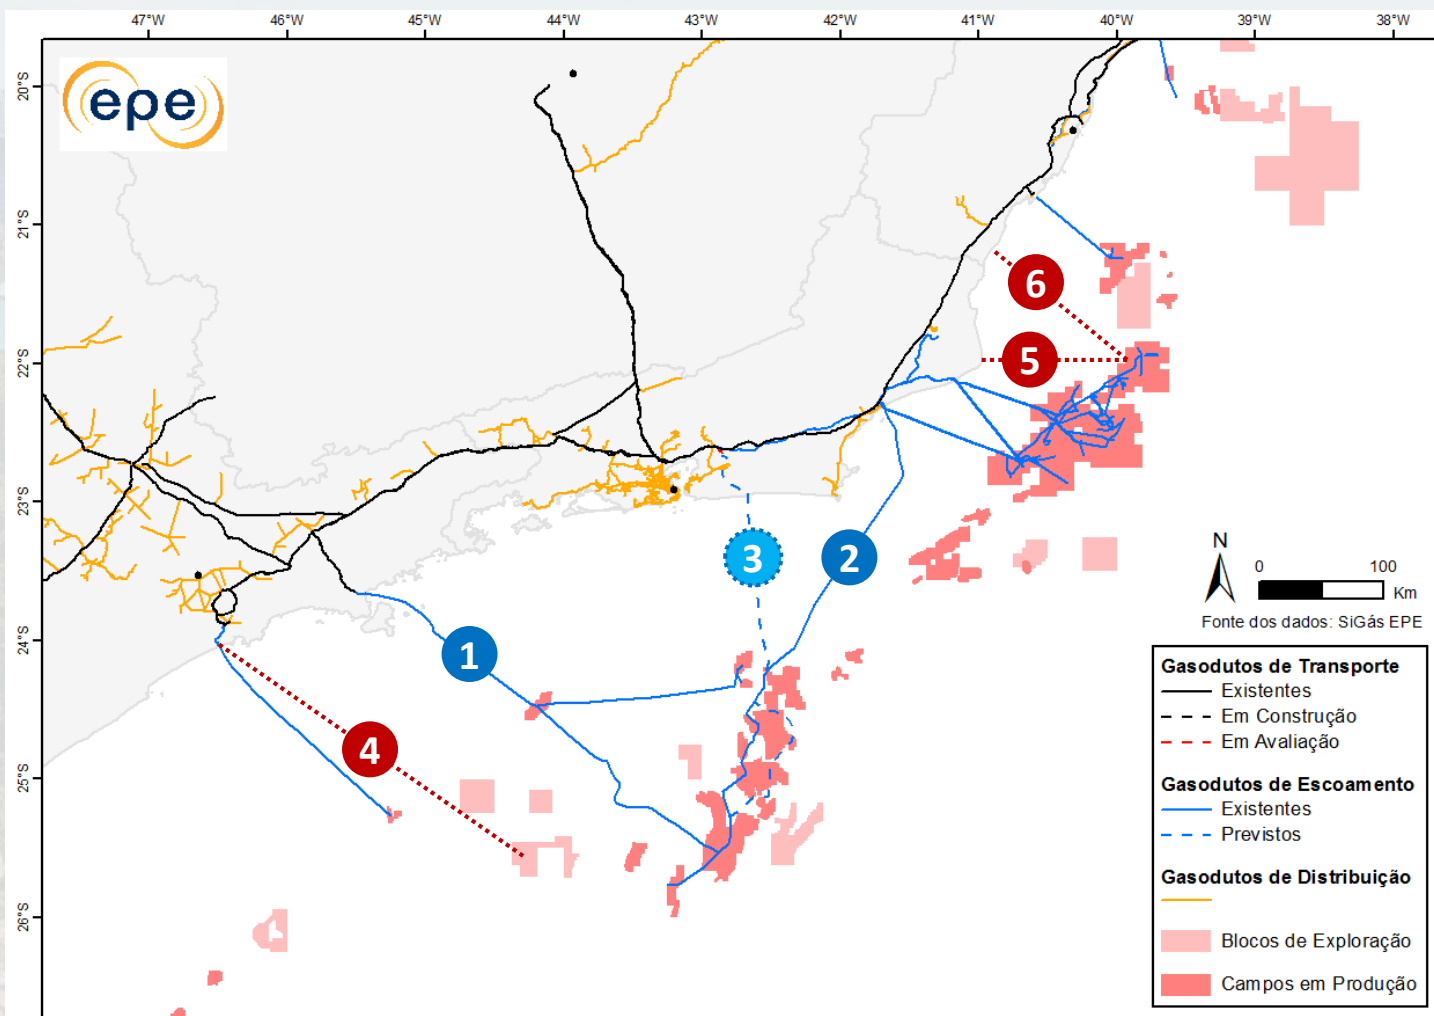 47°W 46°W 45°W 44°W 43°W 42°W 41°W 40°W 39°W 38°W
20°S
epe
21°S
6
22°S
5
23°S
3
2
N
0 100
Km
Fonte dos dados: SiGás EPE
24°S
1
4
25°S
26°S
Gasodutos de Transporte
Existentes
Em Construção
Em Avaliação
Gasodutos de Escoamento
Existentes
Previstos
Gasodutos de Distribuição
Blocos de Exploração
Campos em Produção